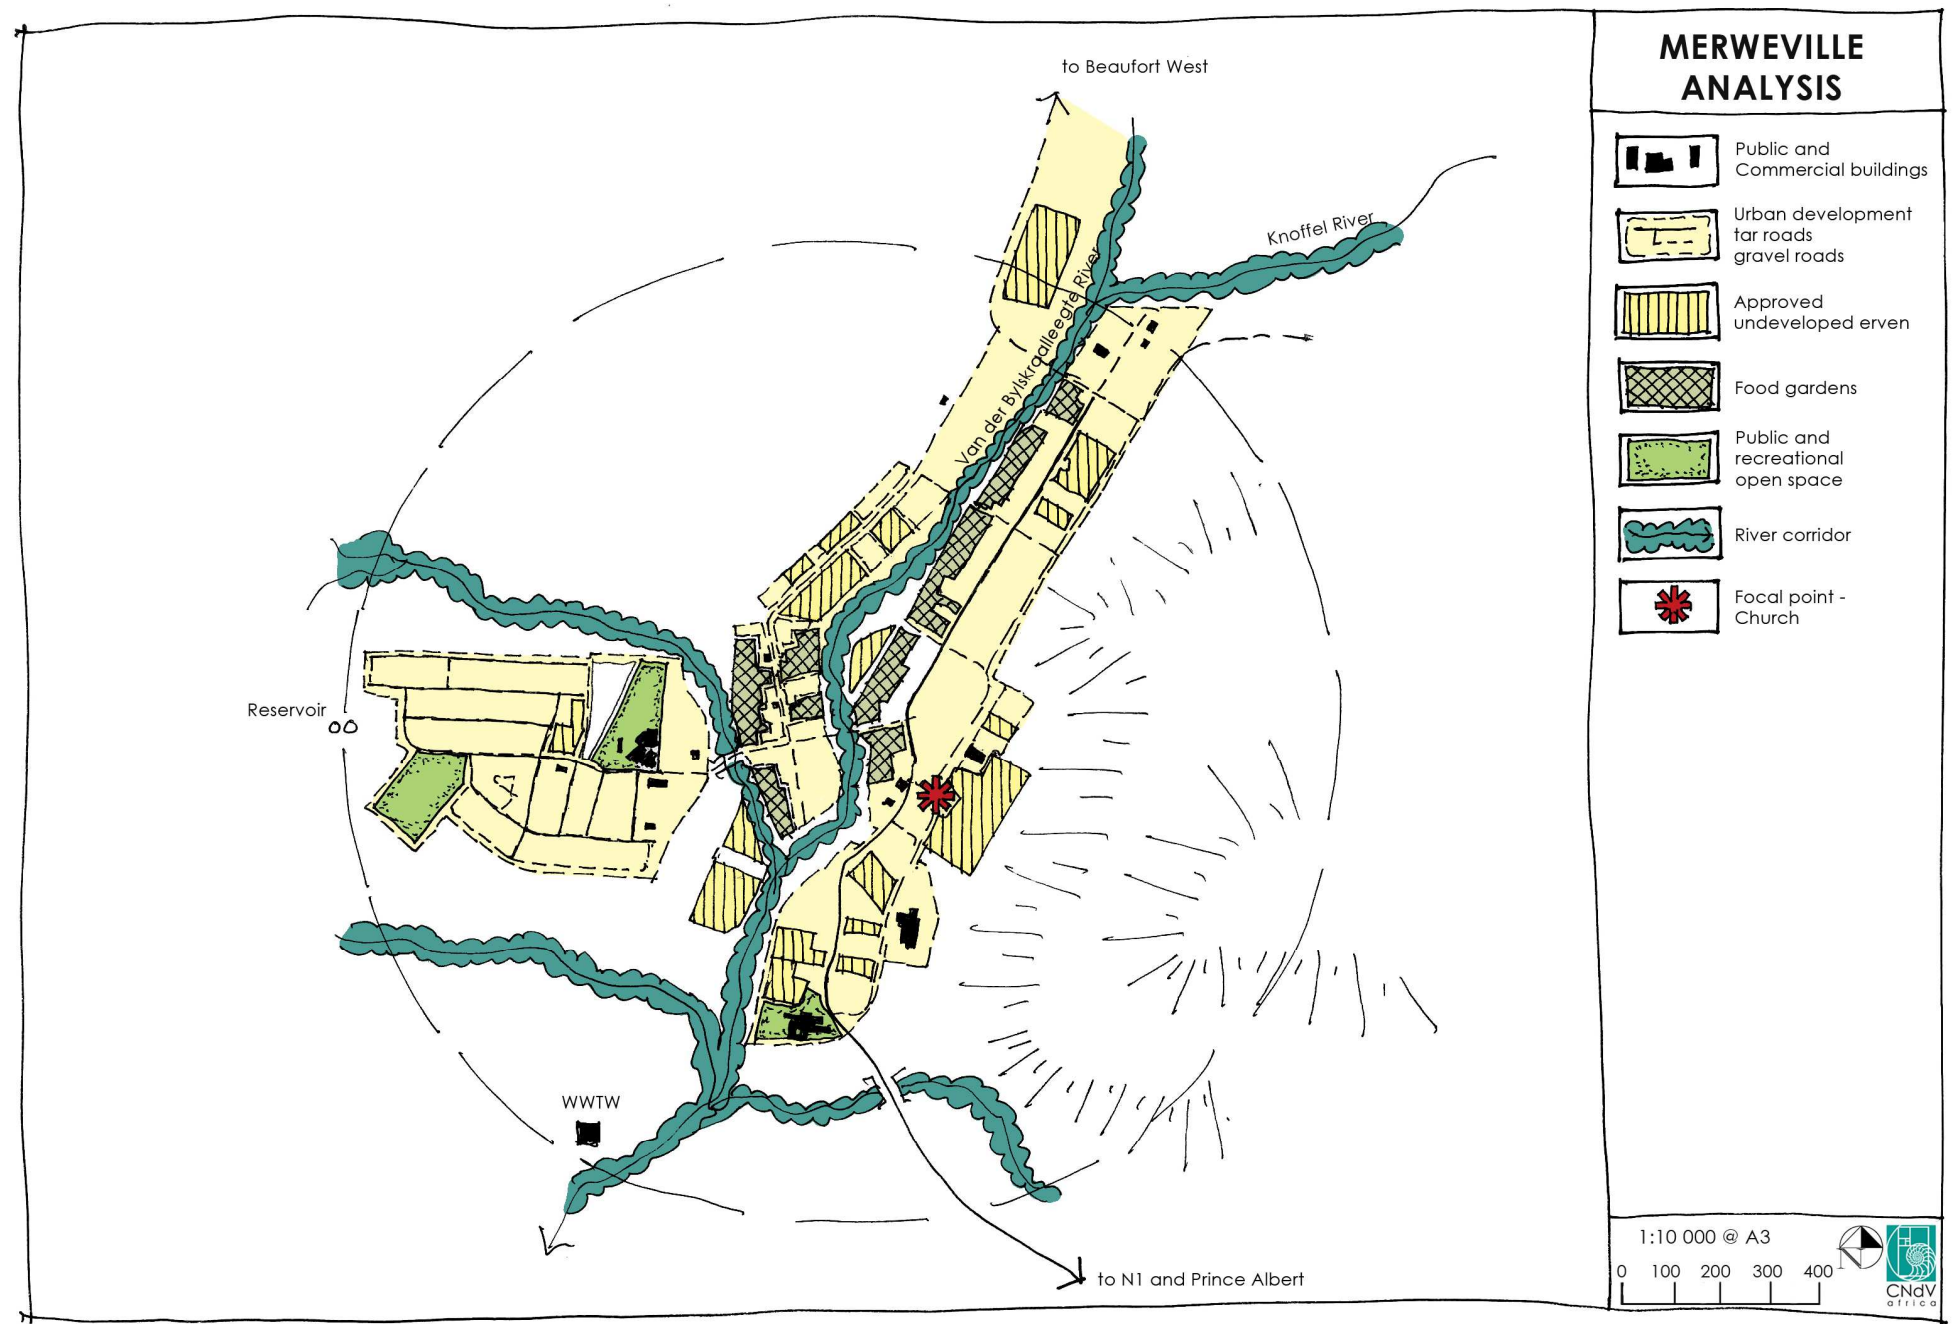 MERWEVILLE
ANALYSIS
Public and
Commercial buildings
Urban development
tar roads
gravel roads
Approved
undeveloped erven
Food gardens
Public and
recreational
open space
River corridor
Focal point -
Church
to Beaufort West
Knoffel River
Van der Bylskraalleegte River
Reservoir
WWTW
to N1 and Prince Albert
1:10 000 @ A3
0 100 200 300 400
N
CNdV
africa